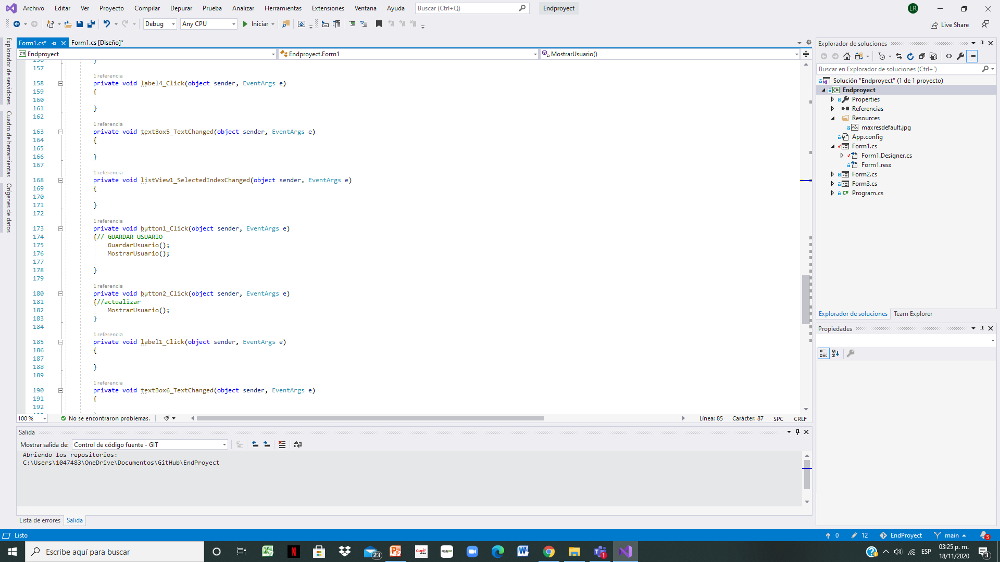 Archivo Editar Ver Proyecto Compilar Depurar Prueba Analizar Herramientas Extensiones Ventana Ayuda Buscar (Ctrl+Q) Endproyect LR
Debug Any CPU Iniciar Live Share
Form1.cs* Form1.cs [Diseño]*
Endproyect Endproyect.Form1 MostrarUsuario()
Explorador de servidores
Cuadro de herramientas
Orígenes de datos
156 }
157
1 referencia
158 private void label4_Click(object sender, EventArgs e)
159 {
160
161 }
162
1 referencia
163 private void textBox5_TextChanged(object sender, EventArgs e)
164 {
165
166 }
167
1 referencia
168 private void listView1_SelectedIndexChanged(object sender, EventArgs e)
169 {
170
171 }
172
1 referencia
173 private void button1_Click(object sender, EventArgs e)
174 {// GUARDAR USUARIO
175 GuardarUsuario();
176 MostrarUsuario();
177
178 }
179
1 referencia
180 private void button2_Click(object sender, EventArgs e)
181 {//actualizar
182 MostrarUsuario();
183 }
184
1 referencia
185 private void label1_Click(object sender, EventArgs e)
186 {
187
188 }
189
1 referencia
190 private void textBox6_TextChanged(object sender, EventArgs e)
191 {
192
100 % No se encontraron problemas. Línea: 85 Carácter: 87 SPC CRLF
Salida
Mostrar salida de: Control de código fuente - GIT
Abriendo los repositorios:
C:\Users\1047483\OneDrive\Documentos\GitHub\EndProyect
Lista de errores Salida
Explorador de soluciones
Buscar en Explorador de soluciones (Ctrl+´)
Solución "Endproyect" (1 de 1 proyecto)
C# Endproyect
Properties
Referencias
Resources
maxresdefault.jpg
App.config
Form1.cs
Form1.Designer.cs
Form1.resx
Form2.cs
Form3.cs
C# Program.cs
Explorador de soluciones Team Explorer
Propiedades
Listo 0 12 EndProyect main 3
Escribe aquí para buscar 23 Claro video amazon 1 ESP 03:25 p. m. 3
18/11/2020